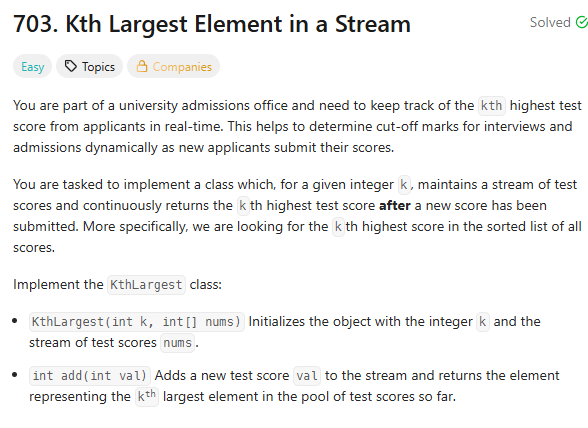 703. Kth Largest Element in a Stream
Solved
Easy Topics Companies
You are part of a university admissions office and need to keep track of the kth highest test
score from applicants in real-time. This helps to determine cut-off marks for interviews and
admissions dynamically as new applicants submit their scores.
You are tasked to implement a class which, for a given integer k, maintains a stream of test
scores and continuously returns the k th highest test score after a new score has been
submitted. More specifically, we are looking for the k th highest score in the sorted list of all
scores.
Implement the KthLargest class:
• KthLargest(int k, int[] nums) Initializes the object with the integer k and the
stream of test scores nums.
• int add(int val) Adds a new test score val to the stream and returns the element
representing the kth largest element in the pool of test scores so far.